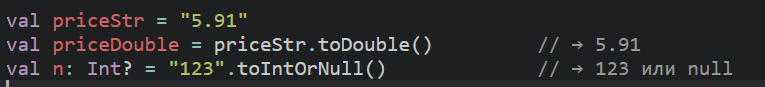 val priceStr = "5.91"
val priceDouble = priceStr.toDouble() // → 5.91
val n: Int? = "123".toIntOrNull() // → 123 или null